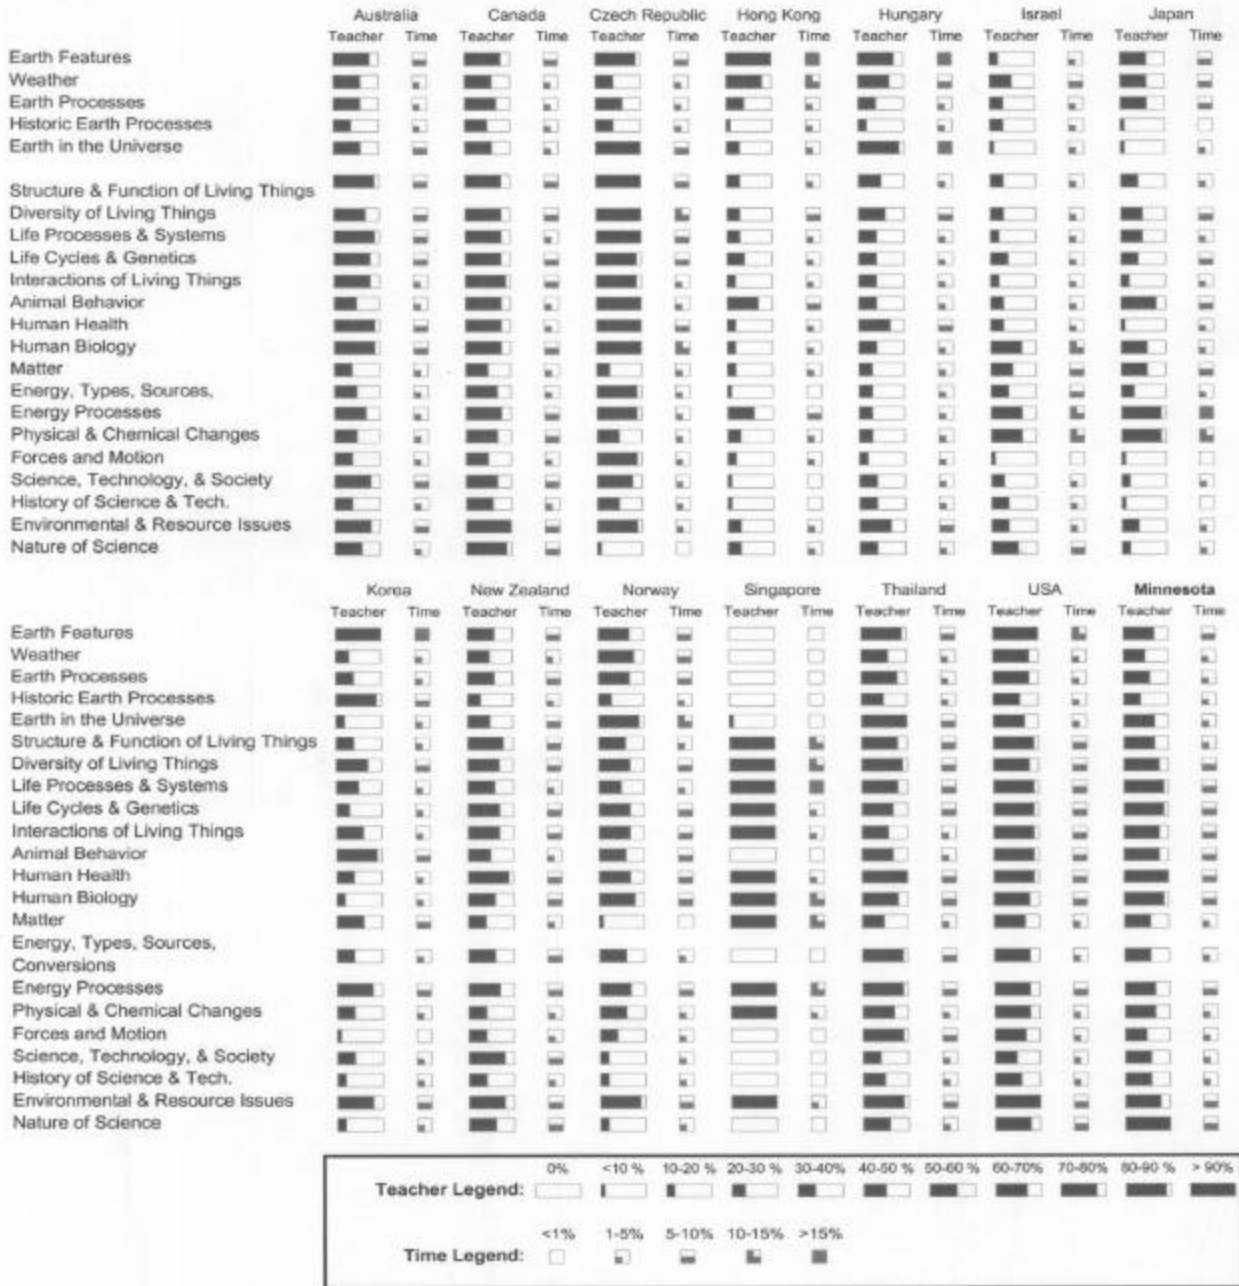 Australia Canada Czech Republic Hong Kong Hungary Israel Japan
Teacher Time Teacher Time Teacher Time Teacher Time Teacher Time Teacher Time Teacher Time
Earth Features
Weather
Earth Processes
Historic Earth Processes
Earth in the Universe
Structure & Function of Living Things
Diversity of Living Things
Life Processes & Systems
Life Cycles & Genetics
Interactions of Living Things
Animal Behavior
Human Health
Human Biology
Matter
Energy, Types, Sources,
Energy Processes
Physical & Chemical Changes
Forces and Motion
Science, Technology, & Society
History of Science & Tech.
Environmental & Resource Issues
Nature of Science
Korea New Zealand Norway Singapore Thailand USA Minnesota
Teacher Time Teacher Time Teacher Time Teacher Time Teacher Time Teacher Time Teacher Time
Earth Features
Weather
Earth Processes
Historic Earth Processes
Earth in the Universe
Structure & Function of Living Things
Diversity of Living Things
Life Processes & Systems
Life Cycles & Genetics
Interactions of Living Things
Animal Behavior
Human Health
Human Biology
Matter
Energy, Types, Sources,
Conversions
Energy Processes
Physical & Chemical Changes
Forces and Motion
Science, Technology, & Society
History of Science & Tech.
Environmental & Resource Issues
Nature of Science
0% <10 % 10-20 % 20-30 % 30-40% 40-50 % 50-60 % 60-70% 70-80% 80-90 % > 90%
Teacher Legend:
<1% 1-5% 5-10% 10-15% >15%
Time Legend: